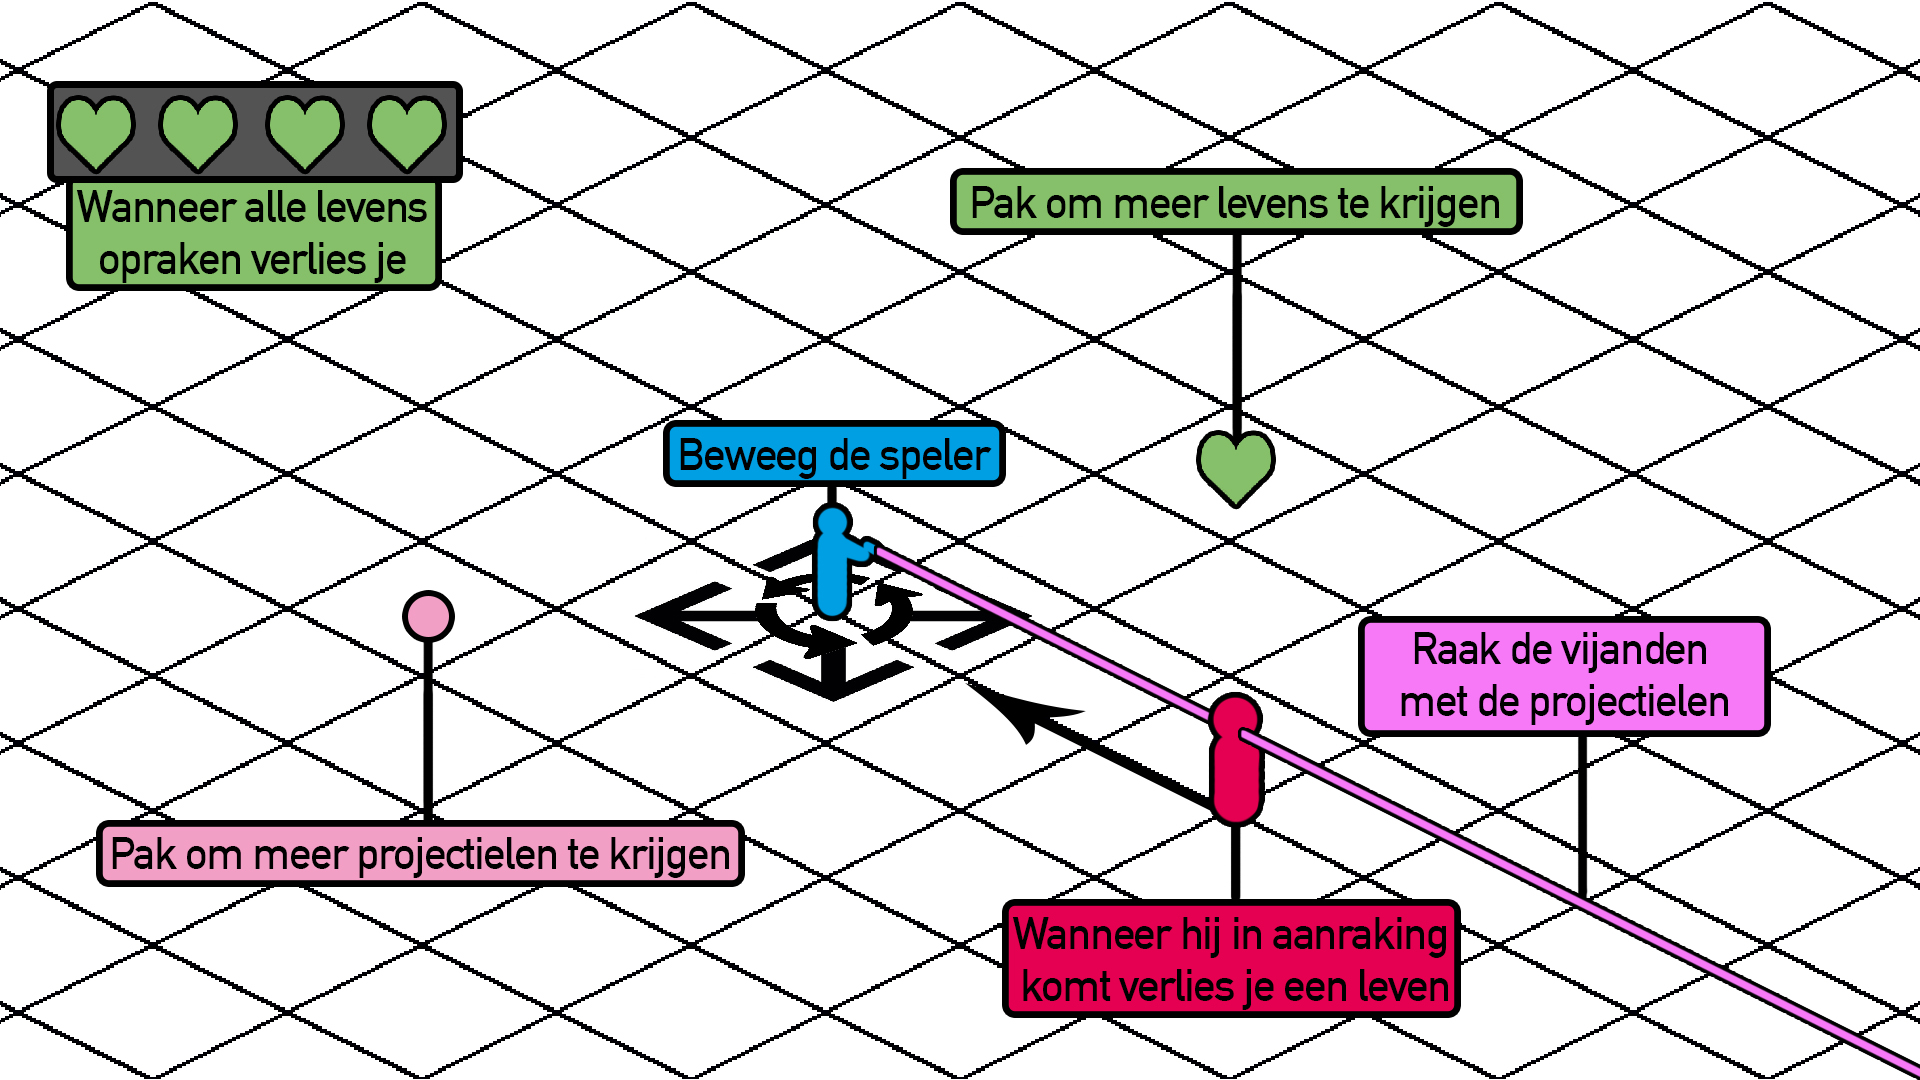 Wanneer alle levens
opraken verlies je
Pak om meer levens te krijgen
Beweeg de speler
Raak de vijanden
met de projectielen
Pak om meer projectielen te krijgen
Wanneer hij in aanraking
komt verlies je een leven